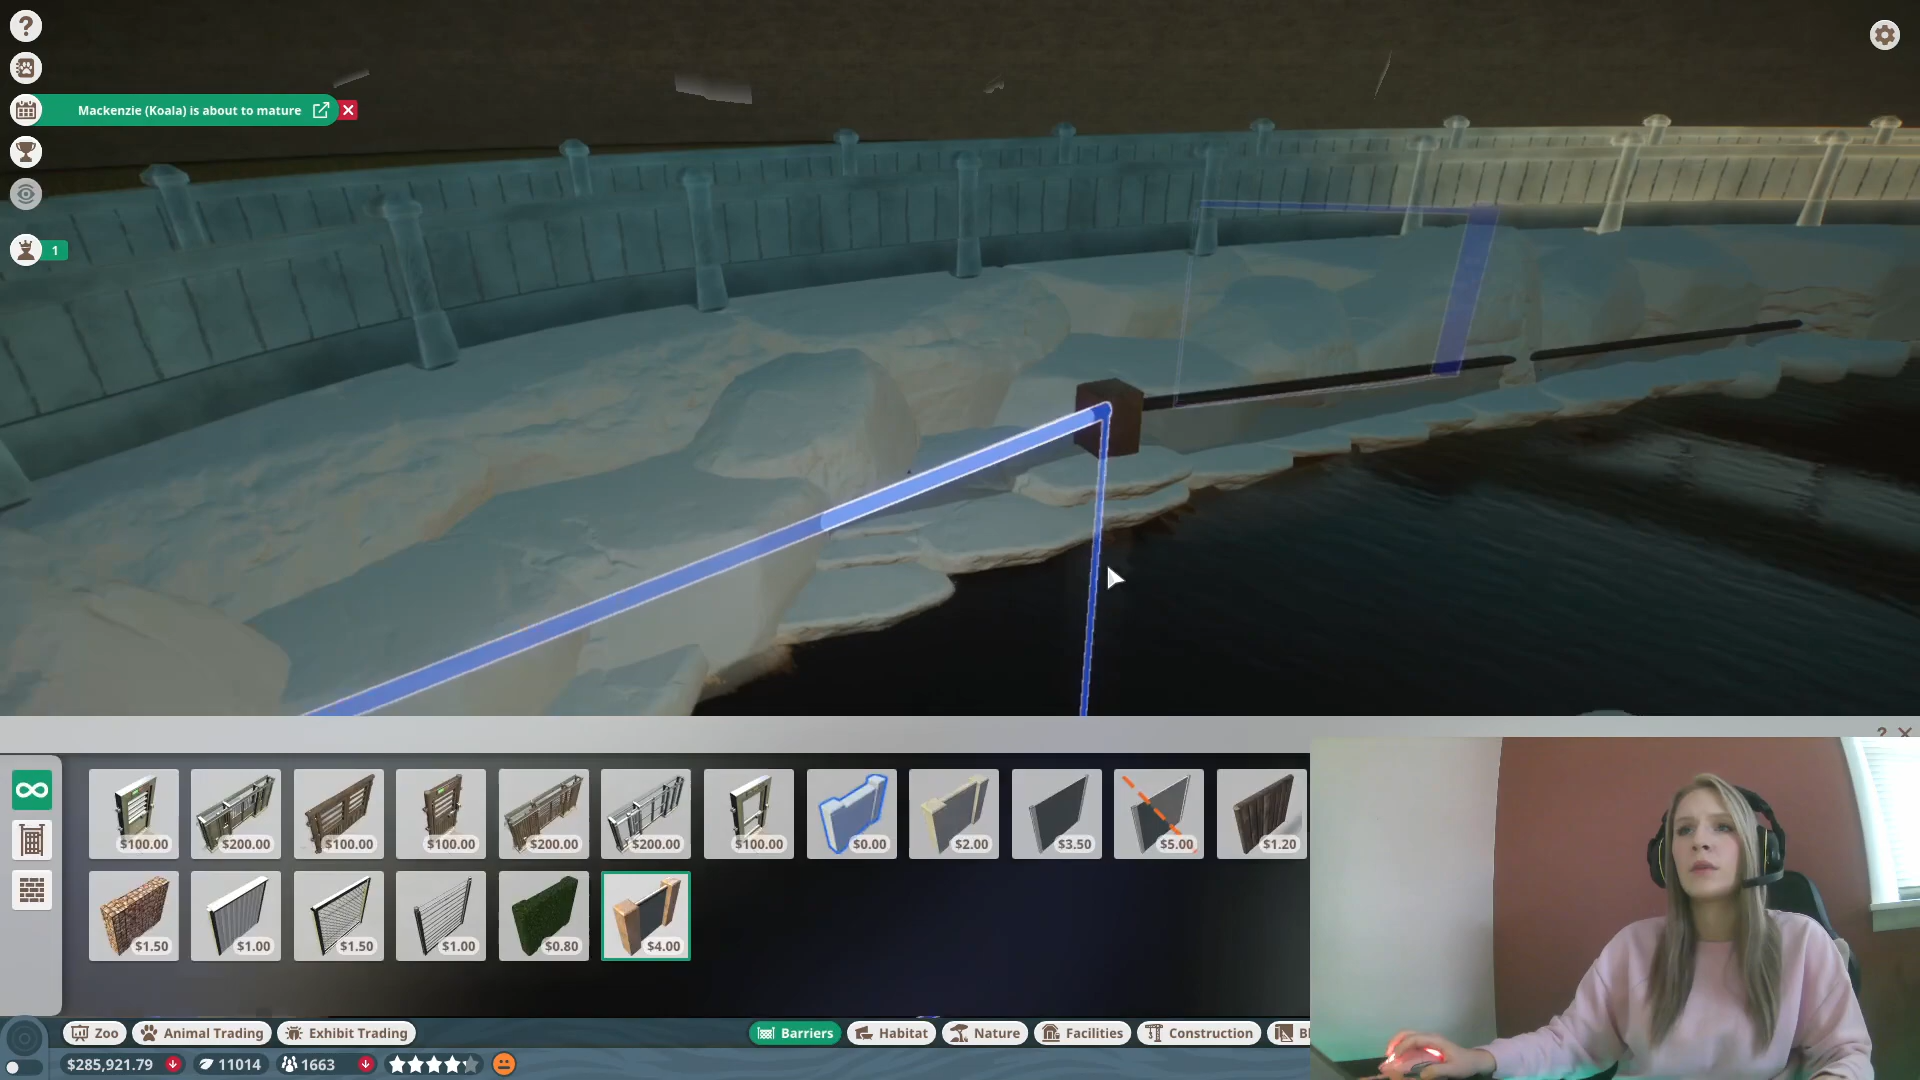 ?
Mackenzie (Koala) is about to mature
1
?
$100.00
$200.00
$100.00
$100.00
$200.00
$200.00
$100.00
$0.00
$2.00
$3.50
$5.00
$1.20
$1.50
$1.00
$1.50
$1.00
$0.80
$4.00
Zoo
Animal Trading
Exhibit Trading
Barriers
Habitat
Nature
Facilities
Construction
$285,921.79
11014
1663